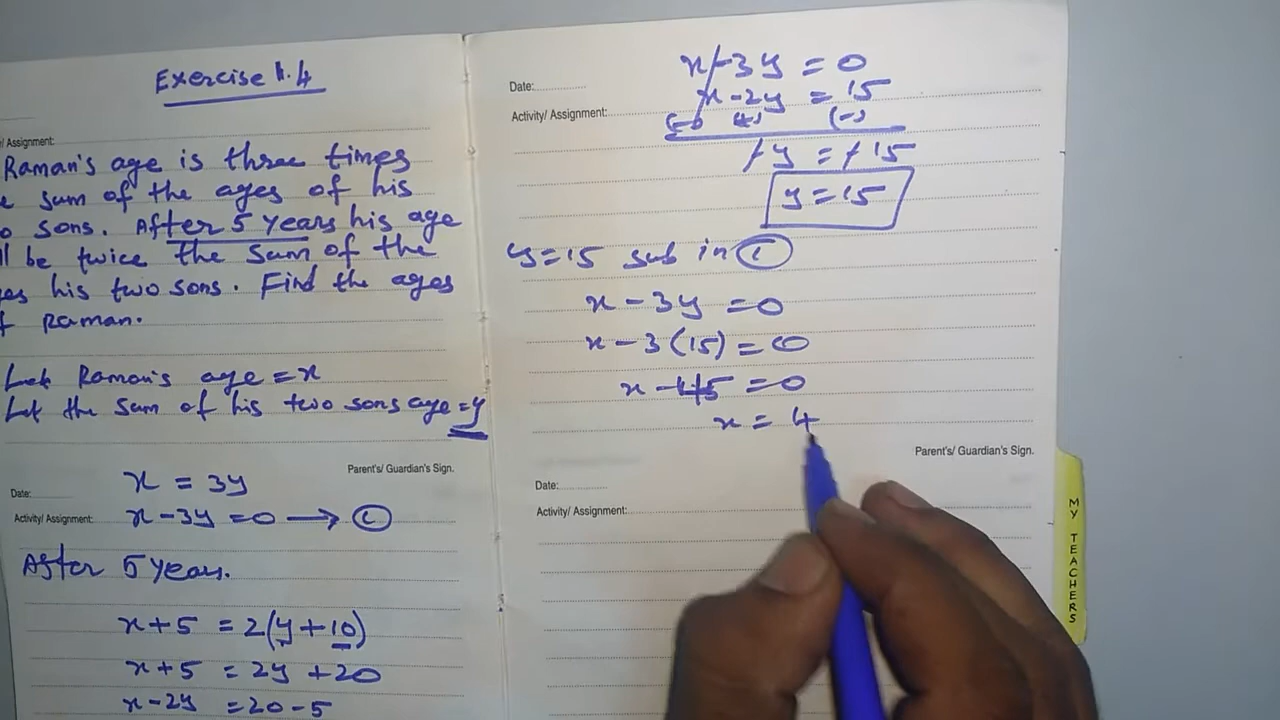 Exercise 11.4
Assignment:
Raman's age is three times
sum of the ages of his
sons. After 5 years his age
be twice the sum of the
his two sons. Find the ages
Raman.
Let Raman's age = x
Let the sum of his two sons age = y
Parent's/ Guardian's Sign.
Date:
x = 3y
Activity/ Assignment:
x - 3y = 0 →
After 5 years.
x + 5 = 2(y + 10)
x + 5 = 2y + 20
x - 2y = 20 - 5
Date:
x - 3y = 0
x - 2y = 15
Activity/ Assignment:
(-) (+) (-)
- y = - 15
y = 15
y = 15 sub in
x - 3y = 0
x - 3(15) = 0
x - 45 = 0
x = 4
Parent's/ Guardian's Sign.
Date:
Activity/ Assignment:
MY TEACHERS